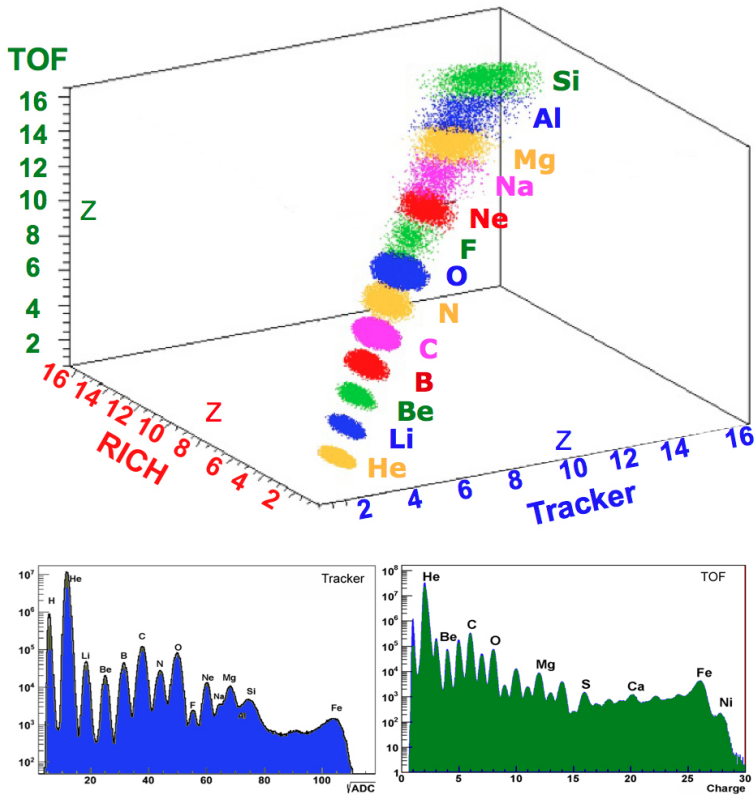 TOF
16
14
12
10
8
6
4
2
Z
Si
Al
Mg
Na
Ne
F
O
N
C
B
Be
Li
He
16 14 12 10 8 6 4 2
Z
RICH
2 4 6 8 10 12 14 16
Z
Tracker
Tracker
10⁷
10⁶
10⁵
10⁴
10³
10²
H
He
Li
Be
B
C
N
O
F
Ne
Na
Mg
Si
Fe
20 40 60 80 100
√ADC
TOF
10⁸
10⁷
10⁶
10⁵
10⁴
10³
10²
10
1
He
Be
C
O
Mg
S
Ca
Fe
Ni
5 10 15 20 25 30
Charge